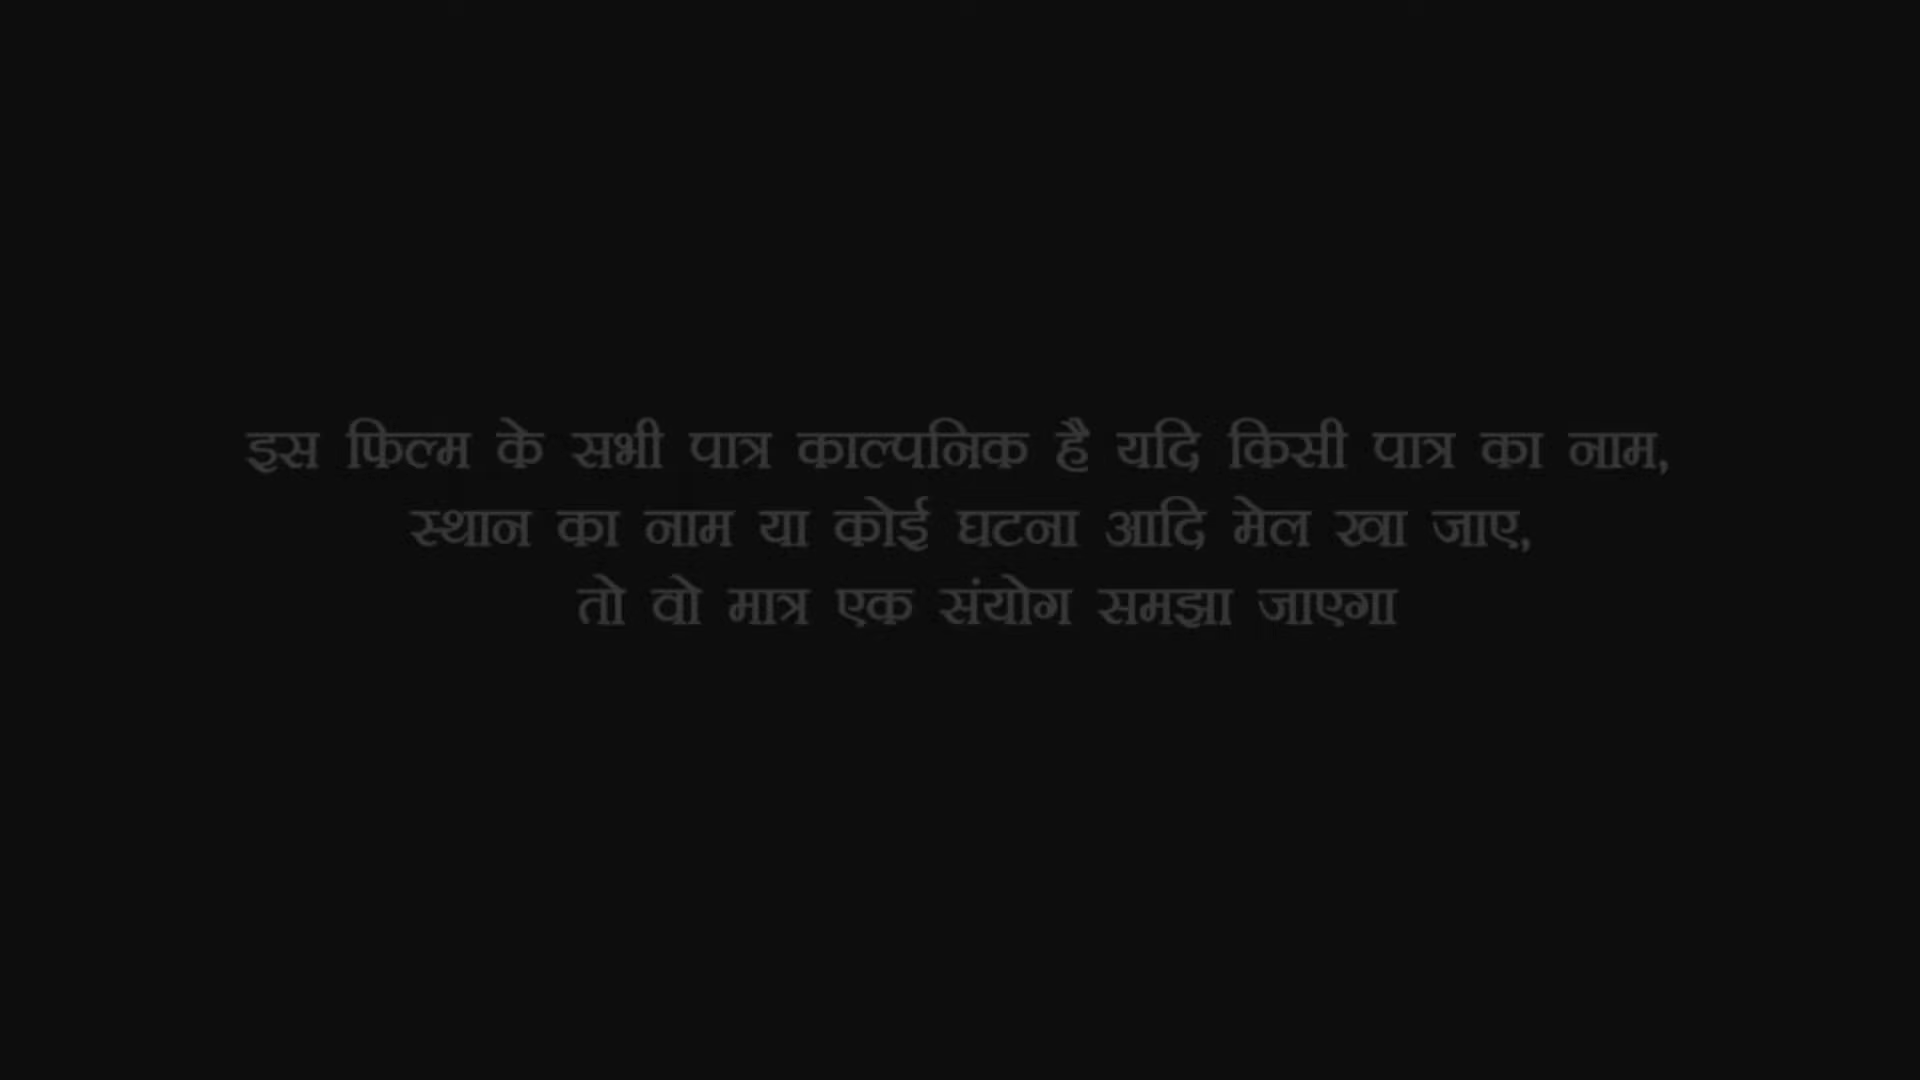 इस फिल्म के सभी पात्र काल्पनिक है यदि किसी पात्र का नाम,
स्थान का नाम या कोई घटना आदि मेल खा जाए,
तो वो मात्र एक संयोग समझा जाएगा